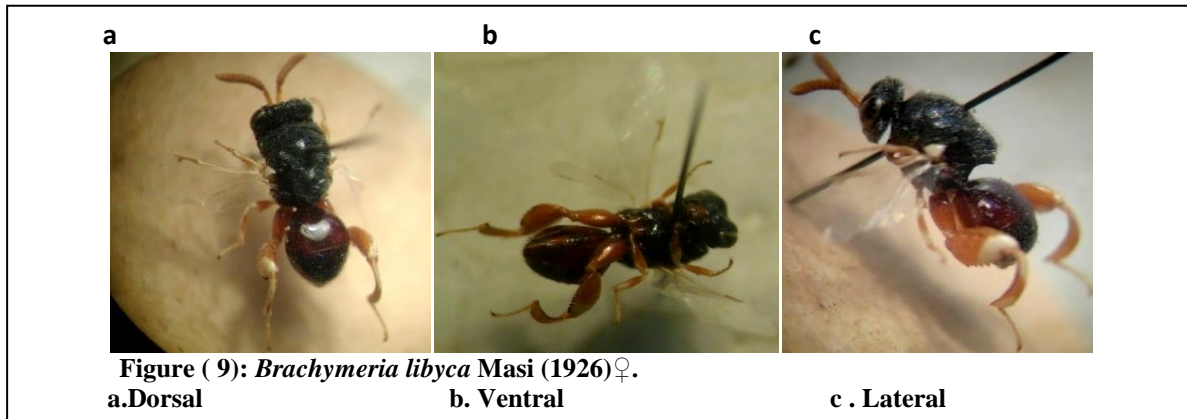 a b c
Figure ( 9): Brachymeria libyca Masi (1926)♀.
a.Dorsal b. Ventral c . Lateral